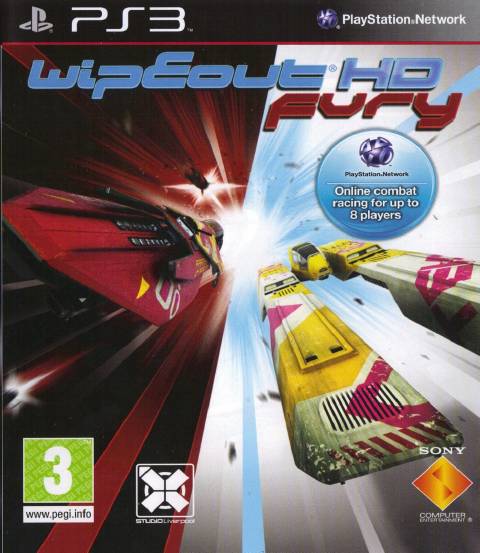 PS3™
PlayStation®Network
wipEout® HD
fury
PlayStation®Network
Online combat
racing for up to
8 players
3
www.pegi.info
STUDIO Liverpool
SONY
COMPUTER
ENTERTAINMENT®